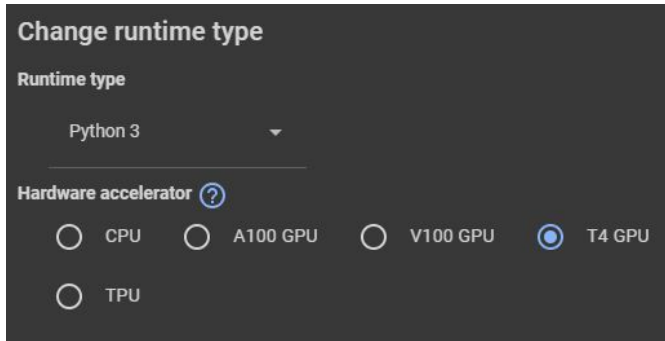 Change runtime type
Runtime type
Python 3
Hardware accelerator ?
CPU A100 GPU V100 GPU T4 GPU
TPU